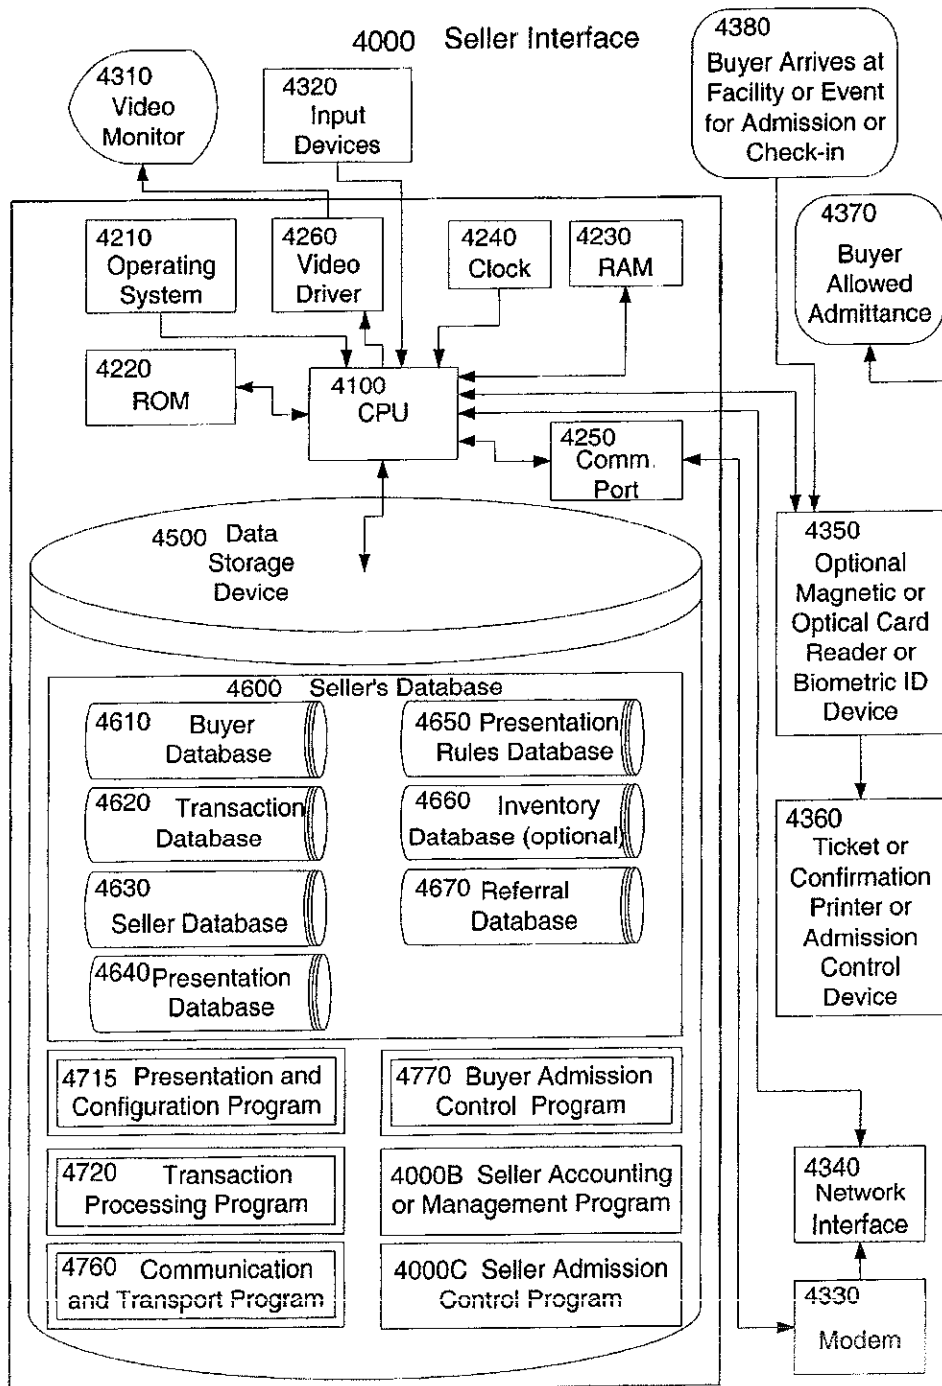 4000 Seller Interface
4310
Video
Monitor
4320
Input
Devices
4380
Buyer Arrives at
Facility or Event
for Admission or
Check-in
4370
Buyer
Allowed
Admittance
4210
Operating
System
4260
Video
Driver
4240
Clock
4230
RAM
4220
ROM
4100
CPU
4250
Comm.
Port
4500 Data
Storage
Device
4350
Optional
Magnetic or
Optical Card
Reader or
Biometric ID
Device
4600 Seller's Database
4610 Buyer
Database
4650 Presentation
Rules Database
4620 Transaction
Database
4660 Inventory
Database (optional)
4630
Seller Database
4670 Referral
Database
4640 Presentation
Database
4360
Ticket or
Confirmation
Printer or
Admission
Control
Device
4715 Presentation and
Configuration Program
4770 Buyer Admission
Control Program
4720 Transaction
Processing Program
4000B Seller Accounting
or Management Program
4760 Communication
and Transport Program
4000C Seller Admission
Control Program
4340
Network
Interface
4330
Modem